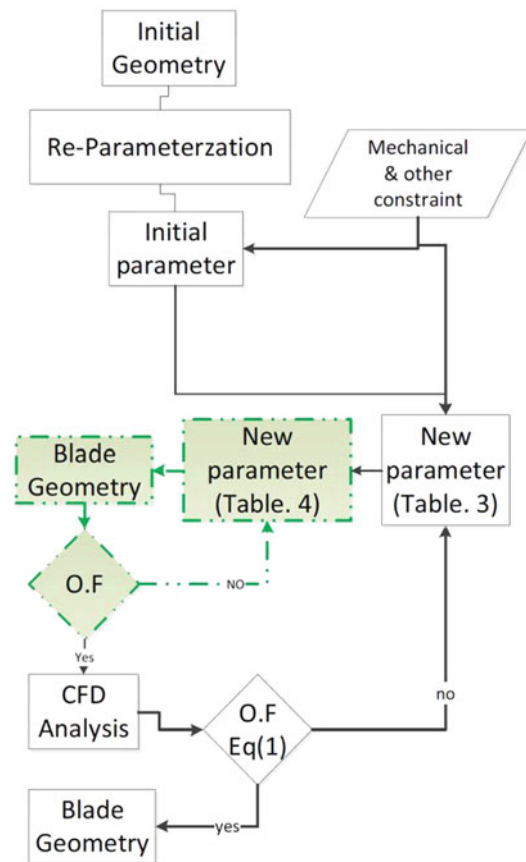 Initial
Geometry
Re-Parameterzation
Mechanical
& other
constraint
Initial
parameter
New
parameter
(Table. 3)
New
parameter
(Table. 4)
Blade
Geometry
O.F
NO
Yes
CFD
Analysis
O.F
Eq(1)
no
yes
Blade
Geometry